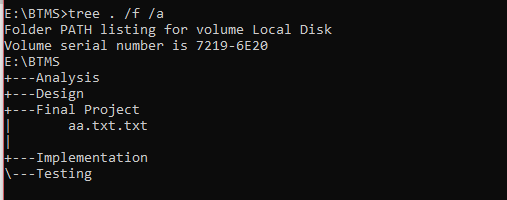 E:\BTMS>tree . /f /a
Folder PATH listing for volume Local Disk
Volume serial number is 7219-6E20
E:\BTMS
+---Analysis
+---Design
+---Final Project
|       aa.txt.txt
|
+---Implementation
\---Testing